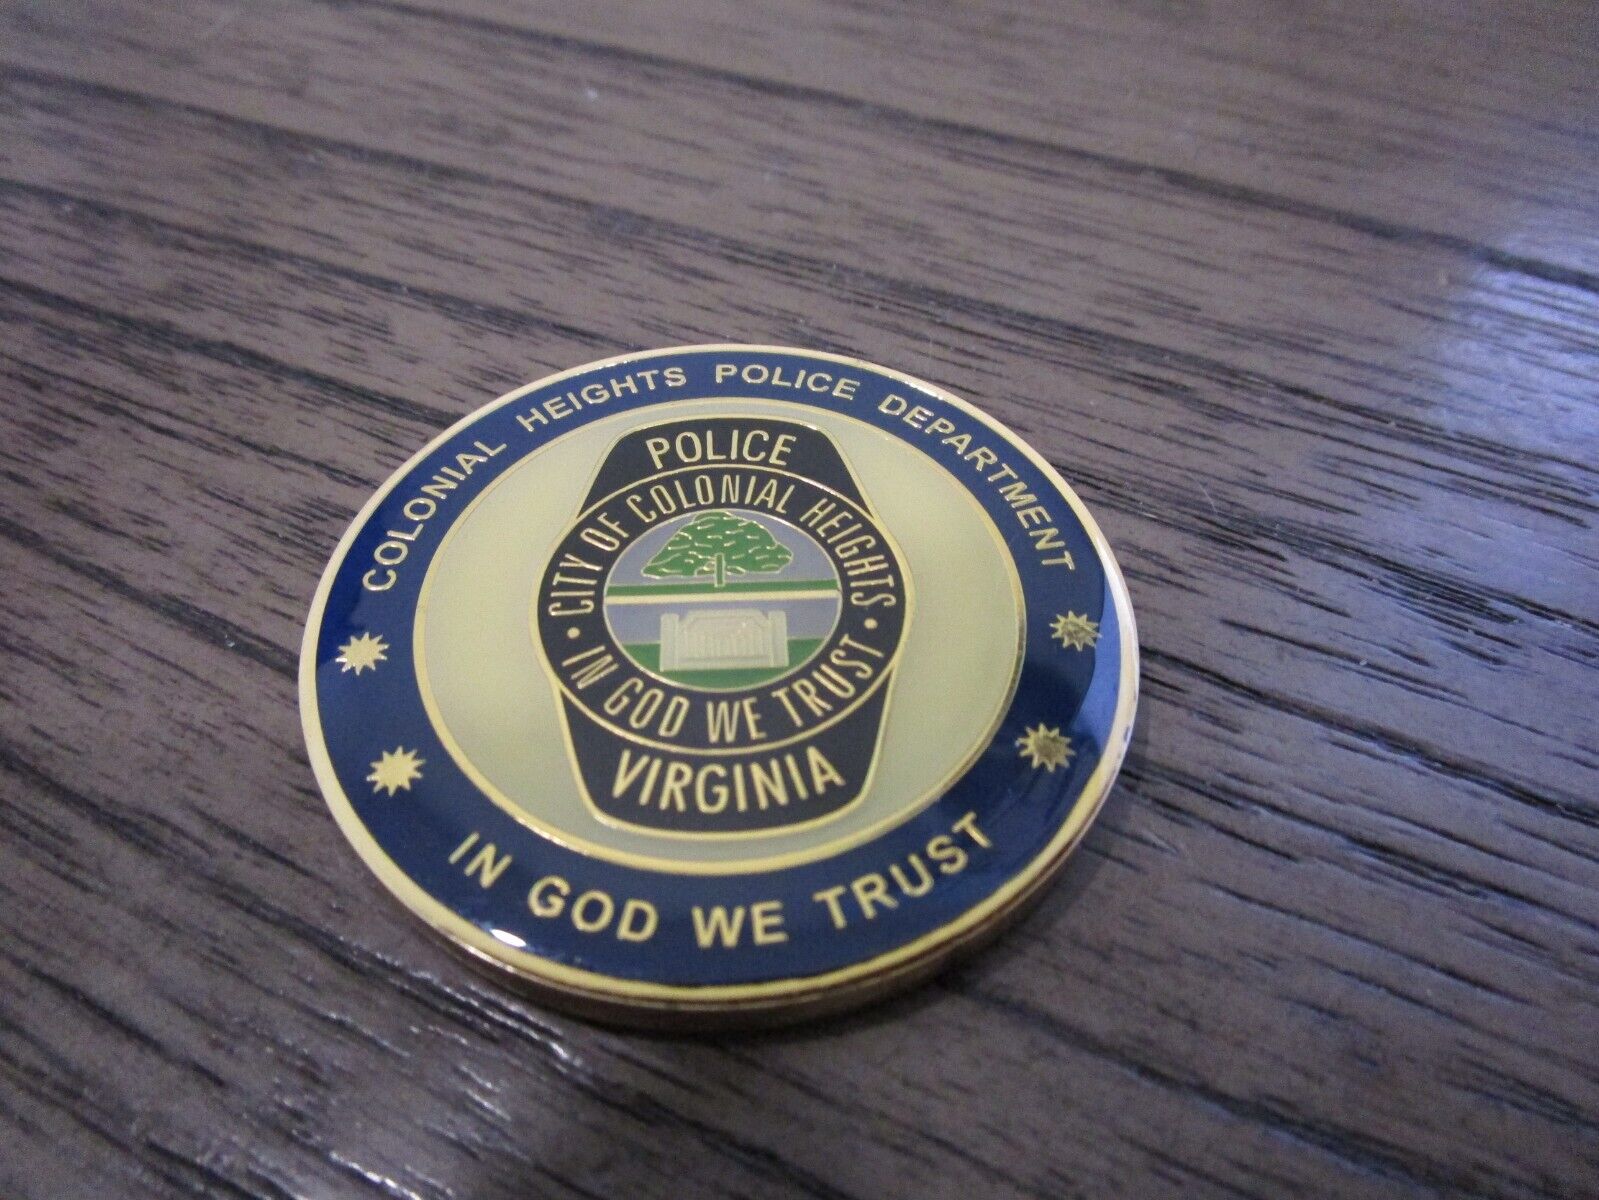 COLONIAL HEIGHTS POLICE DEPARTMENT
POLICE
CITY OF COLONIAL HEIGHTS
• IN GOD WE TRUST •
VIRGINIA
IN GOD WE TRUST